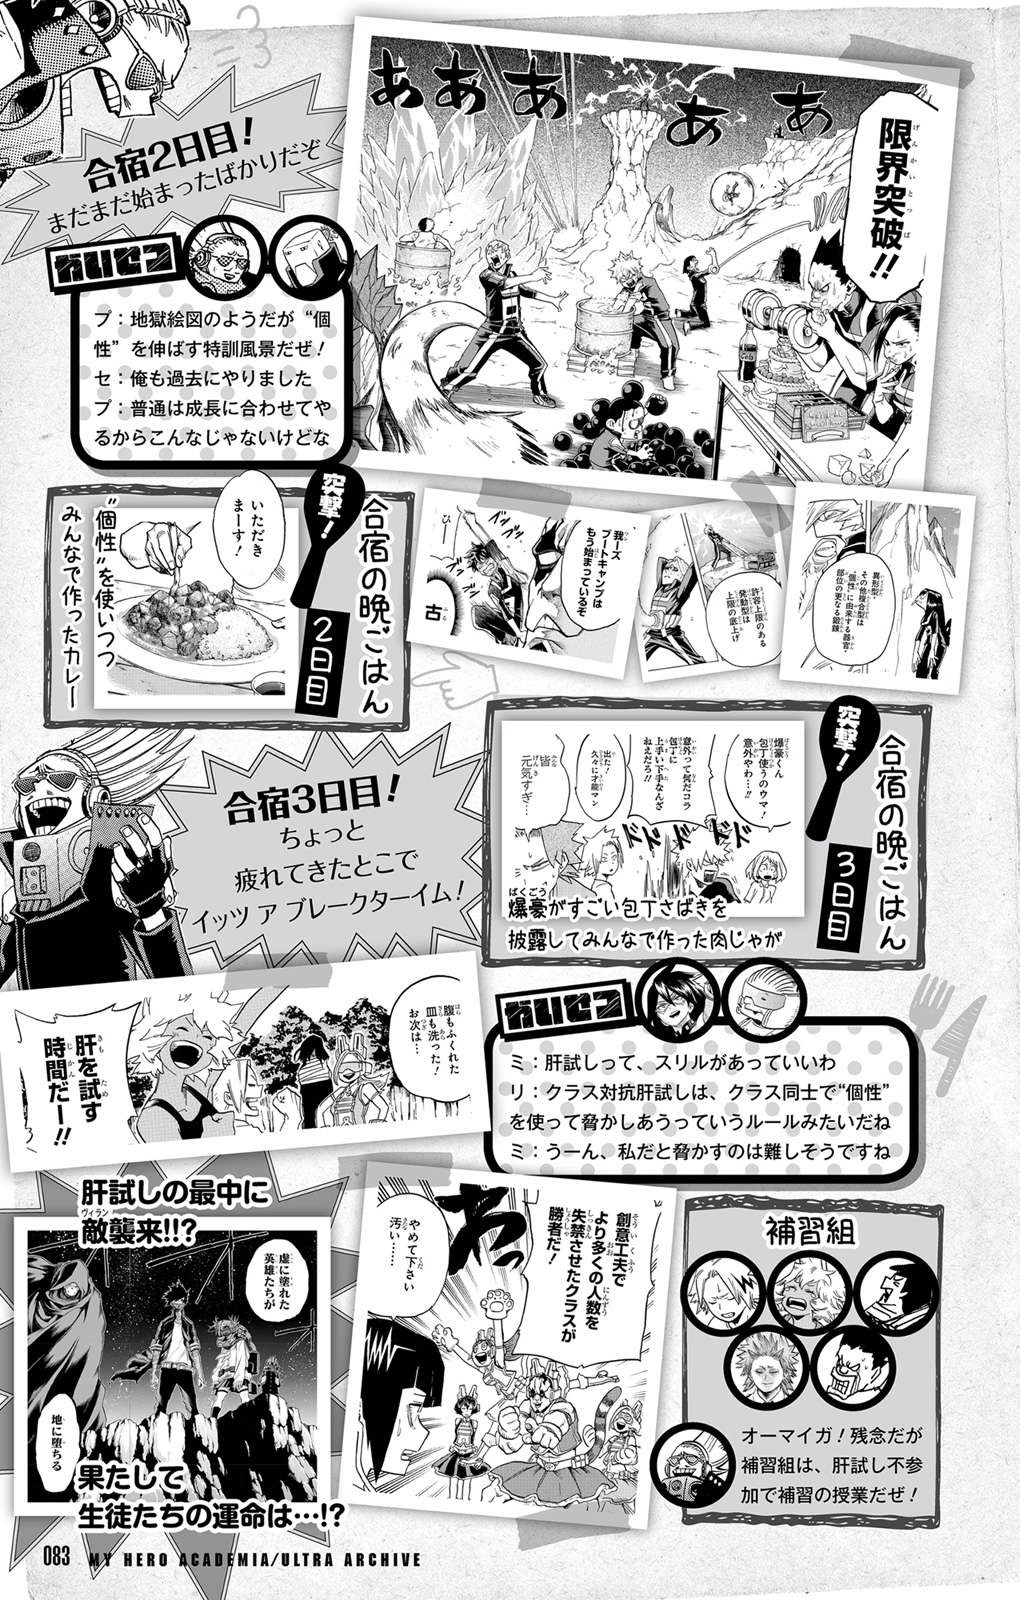 合宿2日目！
まだまだ始まったばかりだぞ
あ あ あ あ あ
限界突破!!
かいせつ
プ：地獄絵図のようだが“個
性”を伸ばす特訓風景だぜ！
セ：俺も過去にやりました
プ：普通は成長に合わせてや
るからこんなじゃないけどな
突撃！
合宿の晩ごはん
2日目
いただき
まーす！
“個性”を使いつつ
みんなで作ったカレー
我ーズ
ブートキャンプは
もう始まっているぞ
古
許容上限のある
発動型は
上限の底上げ
異形型・
その他複合型は
“個性”に由来する器官・
部位の更なる鍛錬
突撃！
合宿の晩ごはん
3日目
爆豪くん
包丁使うのウマ！
意外やわ…!!
意外って何だコラ
包丁に
上手い下手なんざ
ねえだろ!!
出た！
久々に才能マン
皆
元気すぎ…
ドドドドド
爆豪がすごい包丁さばきを
披露してみんなで作った肉じゃが
合宿3日目！
ちょっと
疲れてきたとこで
イッツ ア ブレークターイム！
腹もふくれた
皿も洗った！
お次は…
肝を試す
時間だー!!
かいせつ
ミ：肝試しって、スリルがあっていいわ
リ：クラス対抗肝試しは、クラス同士で“個性”
を使って脅かしあうっていうルールみたいだね
ミ：うーん、私だと脅かすのは難しそうですね
肝試しの最中に
敵襲来!!?
ヴィラン
虚に塗れた
英雄たちが
地に堕ちる
果たして
生徒たちの運命は…!?
創意工夫で
より多くの人数を
失禁させたクラスが
勝者だ！
やめて下さい
汚い……
補習組
オーマイガ！残念だが
補習組は、肝試し不参
加で補習の授業だぜ！
083 MY HERO ACADEMIA/ULTRA ARCHIVE